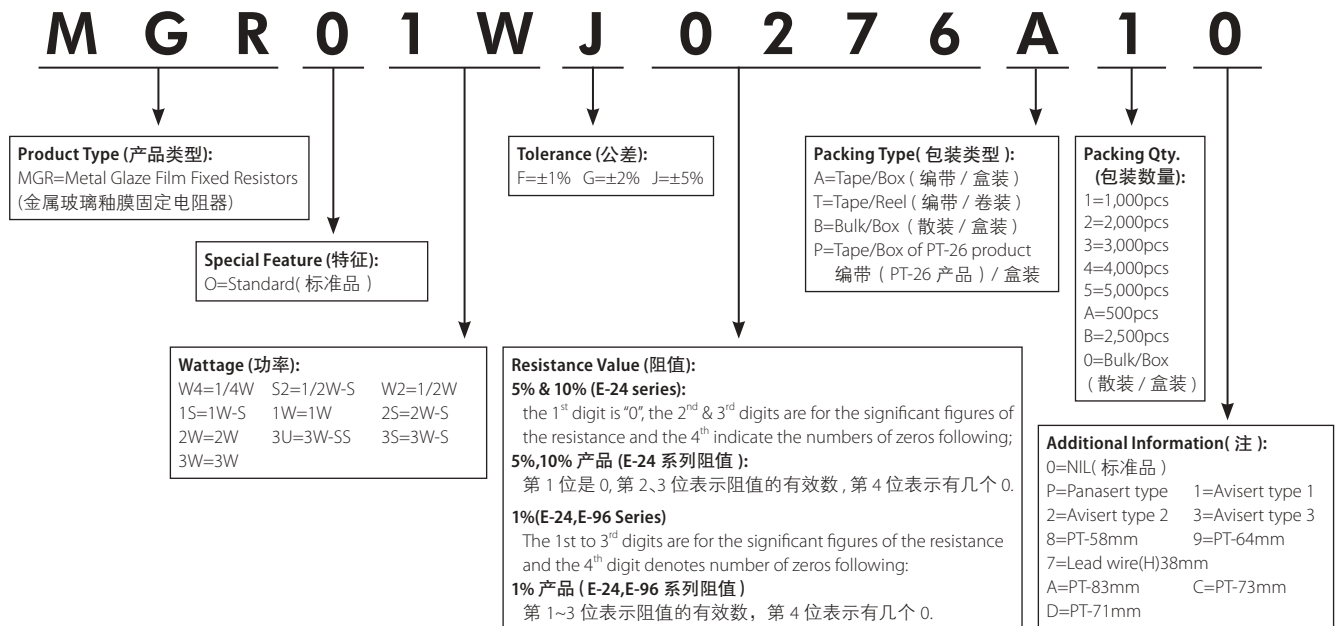 M G R 0 1 W J 0 2 7 6 A 1 0
Product Type (产品类型):
MGR=Metal Glaze Film Fixed Resistors
(金属玻璃釉膜固定电阻器)
Special Feature (特征):
O=Standard( 标准品 )
Wattage (功率):
W4=1/4W S2=1/2W-S W2=1/2W
1S=1W-S 1W=1W 2S=2W-S
2W=2W 3U=3W-SS 3S=3W-S
3W=3W
Tolerance (公差):
F=±1% G=±2% J=±5%
Resistance Value (阻值):
5% & 10% (E-24 series):
the 1st digit is “0”, the 2nd & 3rd digits are for the significant figures of
the resistance and the 4th indicate the numbers of zeros following;
5%,10% 产品 (E-24 系列阻值 ):
第 1 位是 0, 第 2、3 位表示阻值的有效数 , 第 4 位表示有几个 0.
1%(E-24,E-96 Series)
The 1st to 3rd digits are for the significant figures of the resistance
and the 4th digit denotes number of zeros following:
1% 产品 ( E-24,E-96 系列阻值 )
第 1~3 位表示阻值的有效数，第 4 位表示有几个 0.
Packing Type( 包装类型 ):
A=Tape/Box ( 编带 / 盒装 )
T=Tape/Reel ( 编带 / 卷装 )
B=Bulk/Box ( 散装 / 盒装 )
P=Tape/Box of PT-26 product
编带 ( PT-26 产品 ) / 盒装
Packing Qty.
(包装数量):
1=1,000pcs
2=2,000pcs
3=3,000pcs
4=4,000pcs
5=5,000pcs
A=500pcs
B=2,500pcs
0=Bulk/Box
( 散装 / 盒装 )
Additional Information( 注 ):
0=NIL( 标准品 )
P=Panasert type 1=Avisert type 1
2=Avisert type 2 3=Avisert type 3
8=PT-58mm 9=PT-64mm
7=Lead wire(H)38mm
A=PT-83mm C=PT-73mm
D=PT-71mm